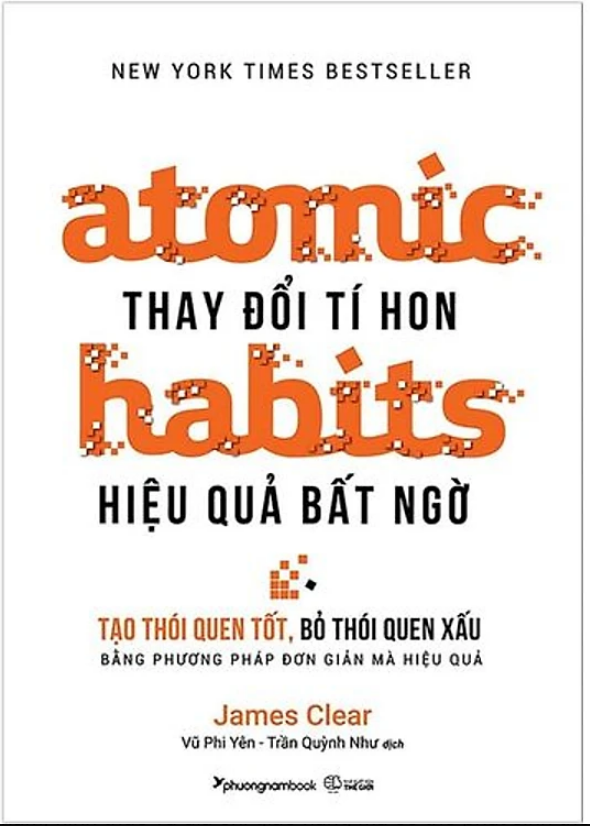 NEW YORK TIMES BESTSELLER
atomic
THAY ĐỔI TÍ HON
habits
HIỆU QUẢ BẤT NGỜ
TẠO THÓI QUEN TỐT, BỎ THÓI QUEN XẤU
BẰNG PHƯƠNG PHÁP ĐƠN GIẢN MÀ HIỆU QUẢ
James Clear
Vũ Phi Yên - Trần Quỳnh Như dịch
phuongnambook THẾ GIỚI